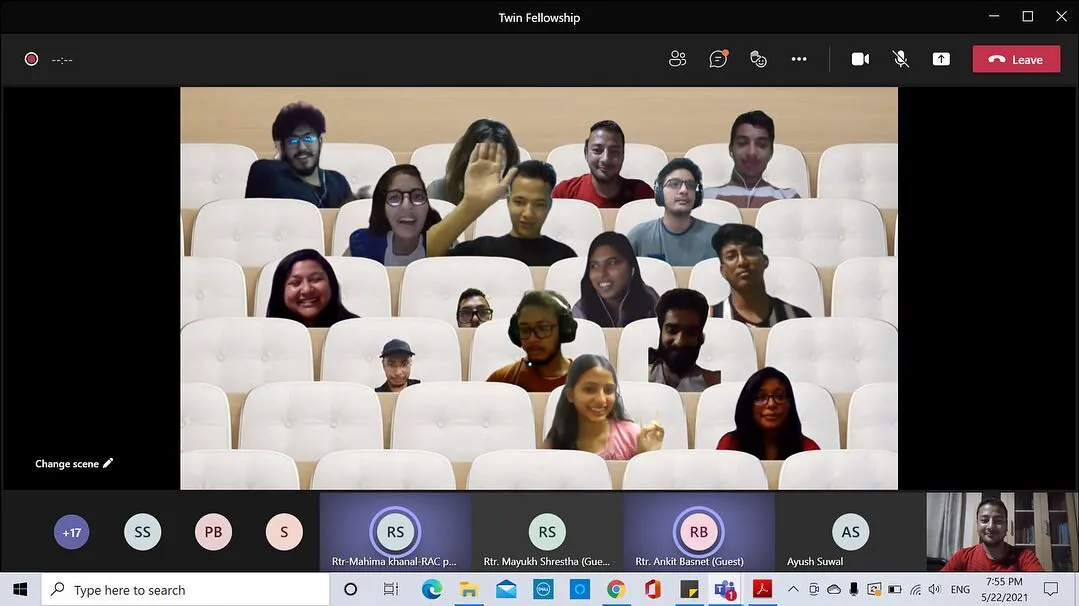 Twin Fellowship
--:--
Leave
Change scene
+17
SS
PB
S
RS
RS
RB
AS
Rtr-Mahima khanal-RAC p...
Rtr. Mayukh Shrestha (Gue...
Rtr. Ankit Basnet (Guest)
Ayush Suwal
Type here to search
DELL
ENG
7:55 PM
5/22/2021